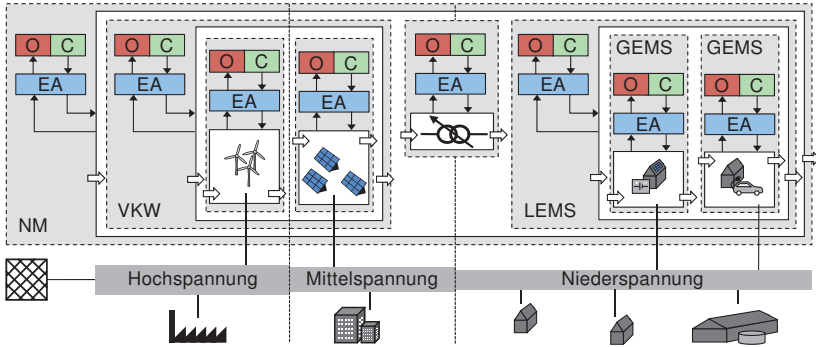 GEMS GEMS
O C O C O C O C
EA EA EA EA
O C O C O C O C
EA EA EA EA
NM VKW LEMS
Hochspannung Mittelspannung Niederspannung